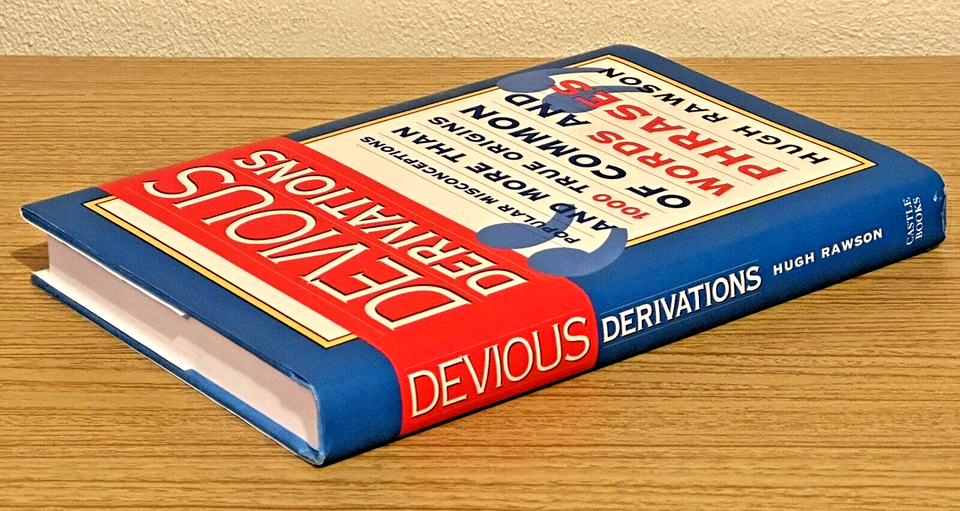 DEVIOUS
DERIVATIONS
POPULAR MISCONCEPTIONS
AND MORE THAN
1000 TRUE ORIGINS
OF COMMON
WORDS AND
PHRASES
HUGH RAWSON
DEVIOUS DERIVATIONS HUGH RAWSON
CASTLE
BOOKS